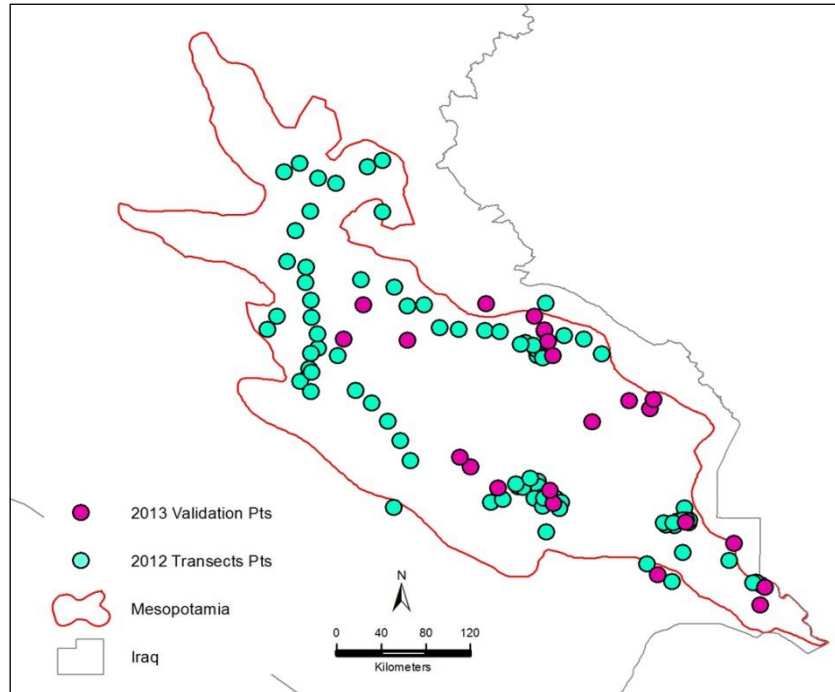 2013 Validation Pts
2012 Transects Pts
Mesopotamia
Iraq
N
0 40 80 120
Kilometers